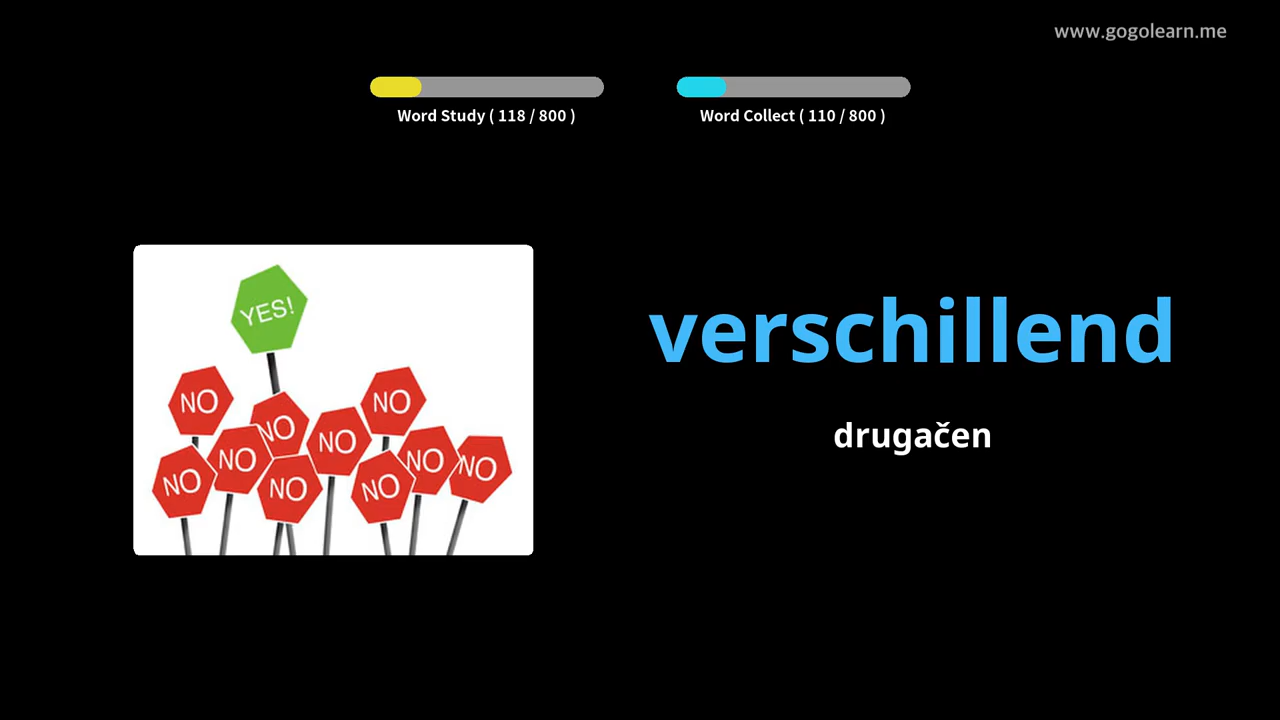 www.gogolearn.me
Word Study ( 118 / 800 )
Word Collect ( 110 / 800 )
YES!
NO
NO
NO
NO
NO
NO
NO
NO
NO
NO
verschillend
drugačen